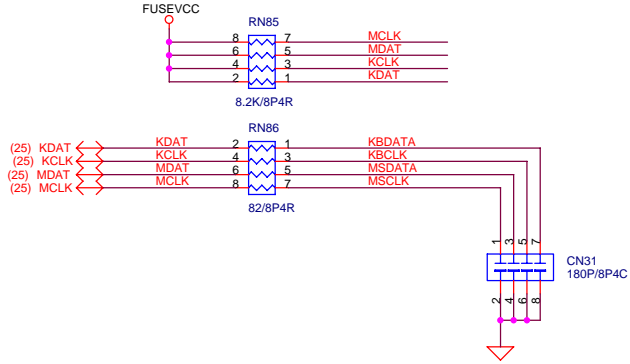 FUSEVCC
RN85
8 7 MCLK
6 5 MDAT
4 3 KCLK
2 1 KDAT
8.2K/8P4R
RN86
(25) KDAT KDAT 2 1 KBDATA
(25) KCLK KCLK 4 3 KBCLK
(25) MDAT MDAT 6 5 MSDATA
(25) MCLK MCLK 8 7 MSCLK
82/8P4R
1 3 5 7
CN31
180P/8P4C
2 4 6 8